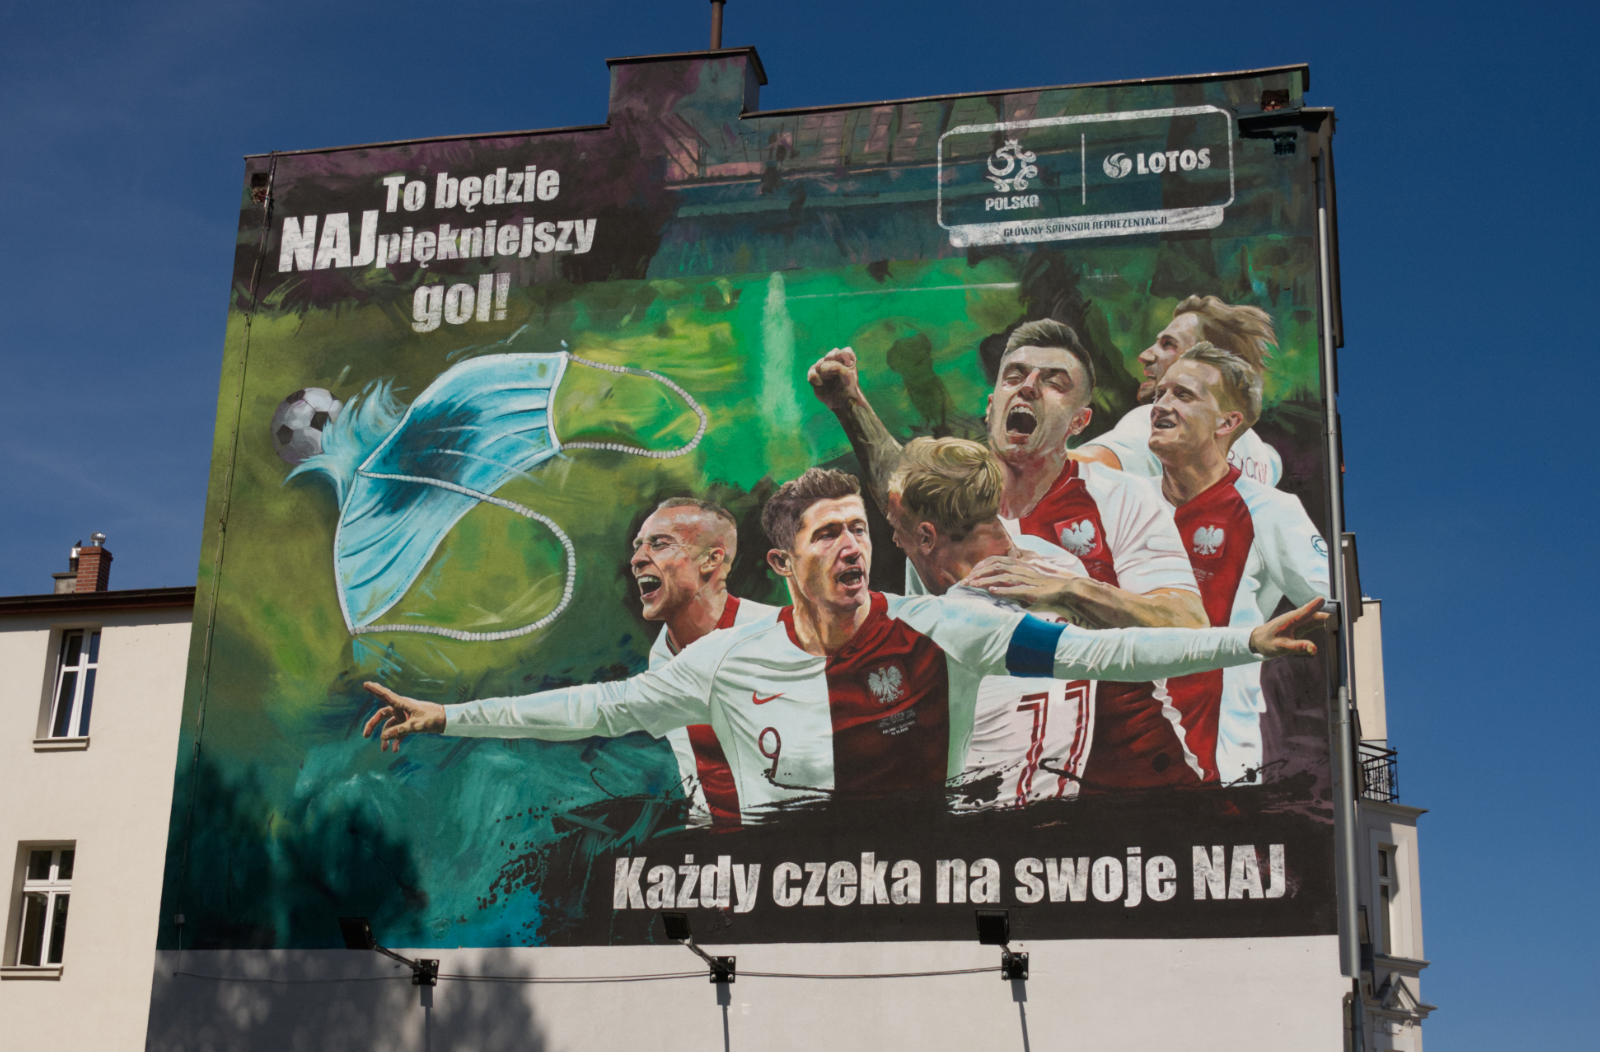 To będzie
NAJpiękniejszy
gol!
POLSKA
LOTOS
GŁÓWNY SPONSOR REPREZENTACJI
9
11
Każdy czeka na swoje NAJ